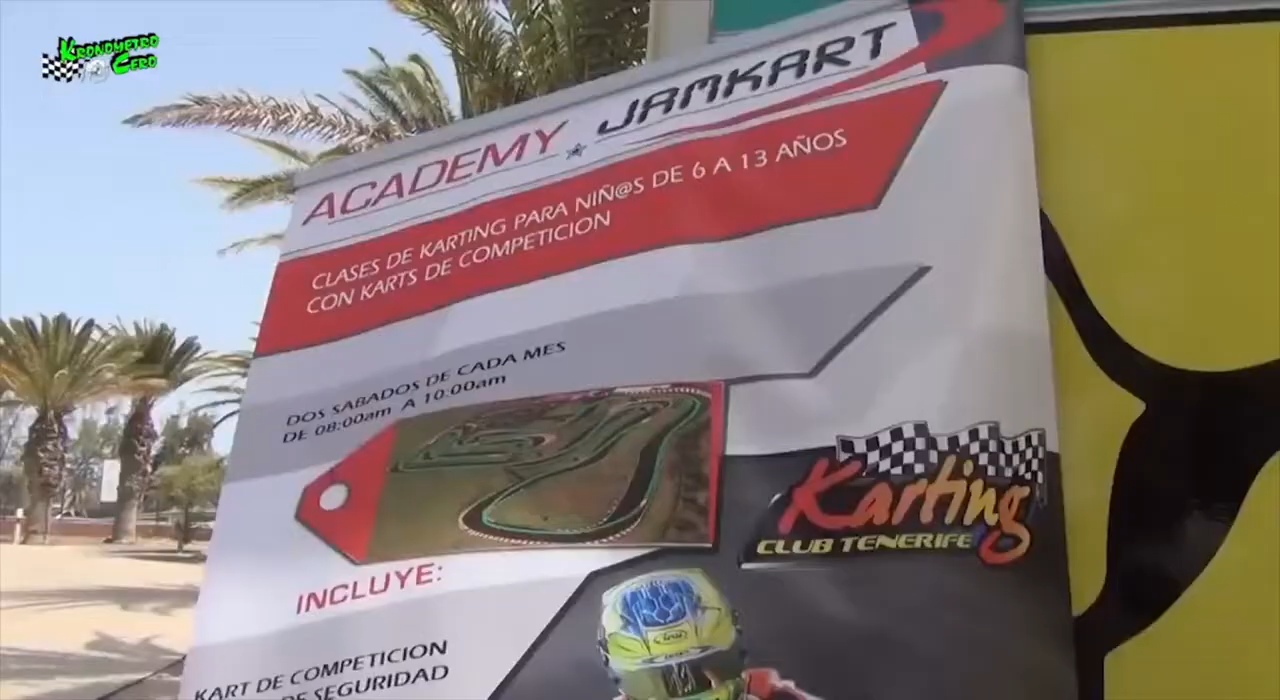 KRONOMETRO
CERO
ACADEMY JAMKART
CLASES DE KARTING PARA NIÑ@S DE 6 A 13 AÑOS
CON KARTS DE COMPETICION
DOS SABADOS DE CADA MES
DE 08:00am A 10.00am
Karting
CLUB TENERIFE
INCLUYE:
KART DE COMPETICION
DE SEGURIDAD